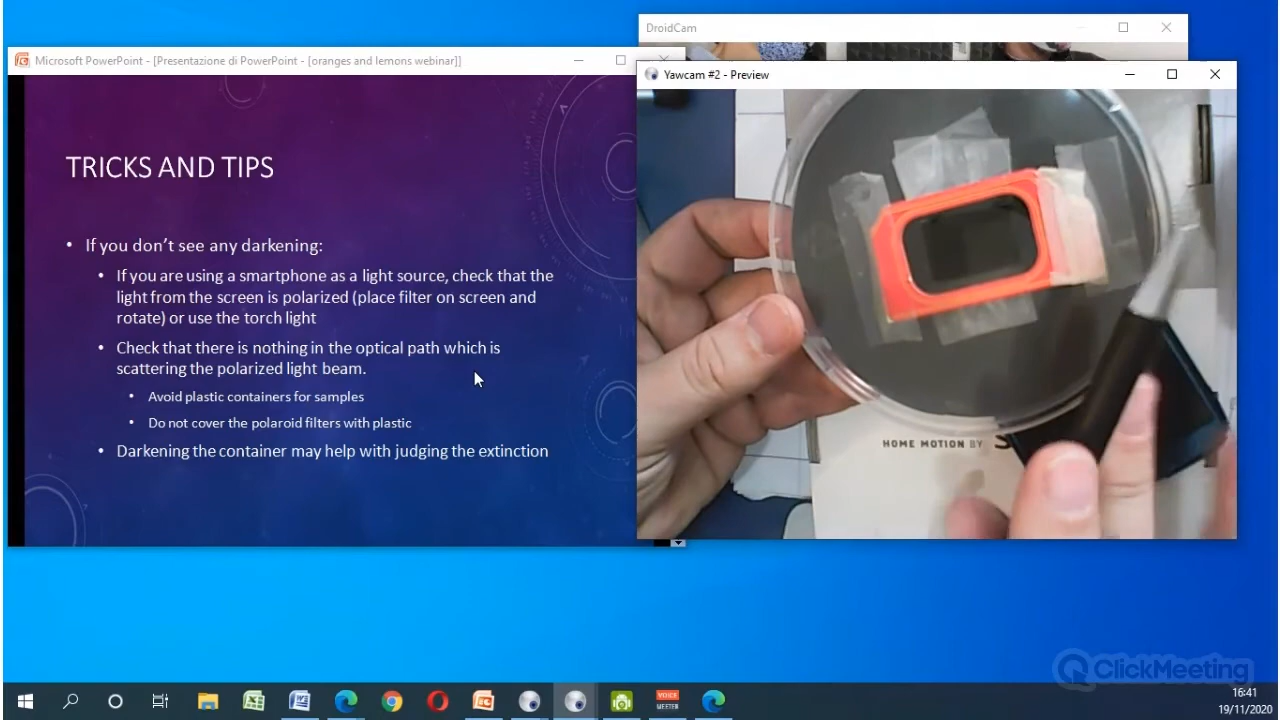 DroidCam
Microsoft PowerPoint - [Presentazione di PowerPoint - [oranges and lemons webinar]]
Yawcam #2 - Preview
TRICKS AND TIPS
• If you don't see any darkening:
• If you are using a smartphone as a light source, check that the
light from the screen is polarized (place filter on screen and
rotate) or use the torch light
• Check that there is nothing in the optical path which is
scattering the polarized light beam.
• Avoid plastic containers for samples
• Do not cover the polaroid filters with plastic
• Darkening the container may help with judging the extinction
HOME MOTION BY S
ClickMeeting
VOICE
MEETER
16:41
19/11/2020